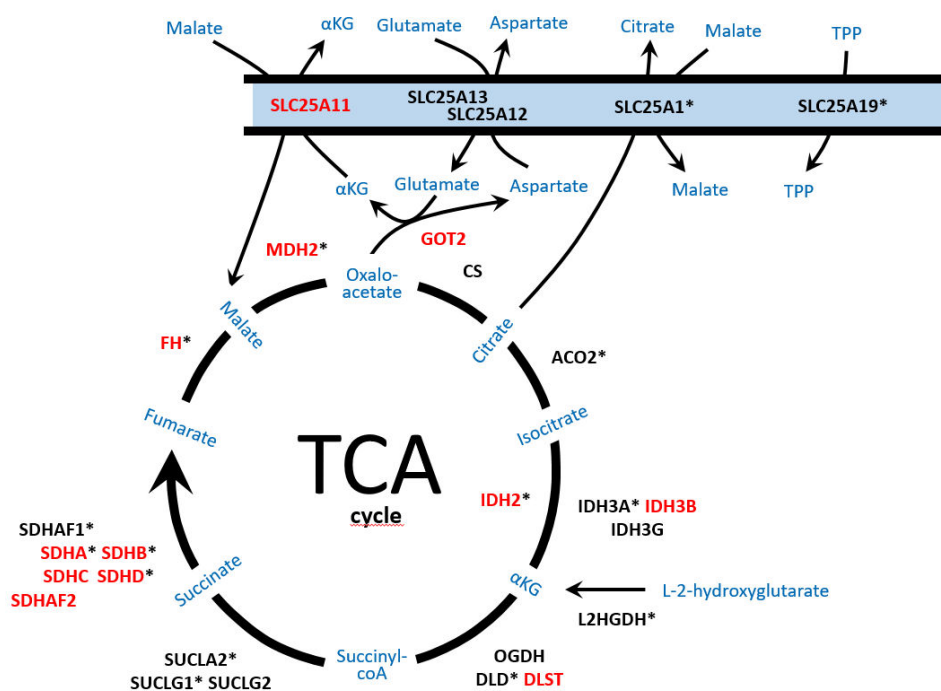 Malate αKG Glutamate Aspartate Citrate Malate TPP
SLC25A11 SLC25A13 SLC25A1* SLC25A19*
SLC25A12
αKG Glutamate Aspartate Malate TPP
MDH2* GOT2
Oxalo-
acetate
CS
Malate
Citrate
FH*
ACO2*
Fumarate
Isocitrate
TCA
cycle
IDH2*
IDH3A* IDH3B
IDH3G
SDHAF1*
SDHA* SDHB*
SDHC SDHD*
SDHAF2
Succinate
αKG
L-2-hydroxyglutarate
L2HGDH*
SUCLA2*
SUCLG1* SUCLG2
Succinyl-
coA
OGDH
DLD* DLST